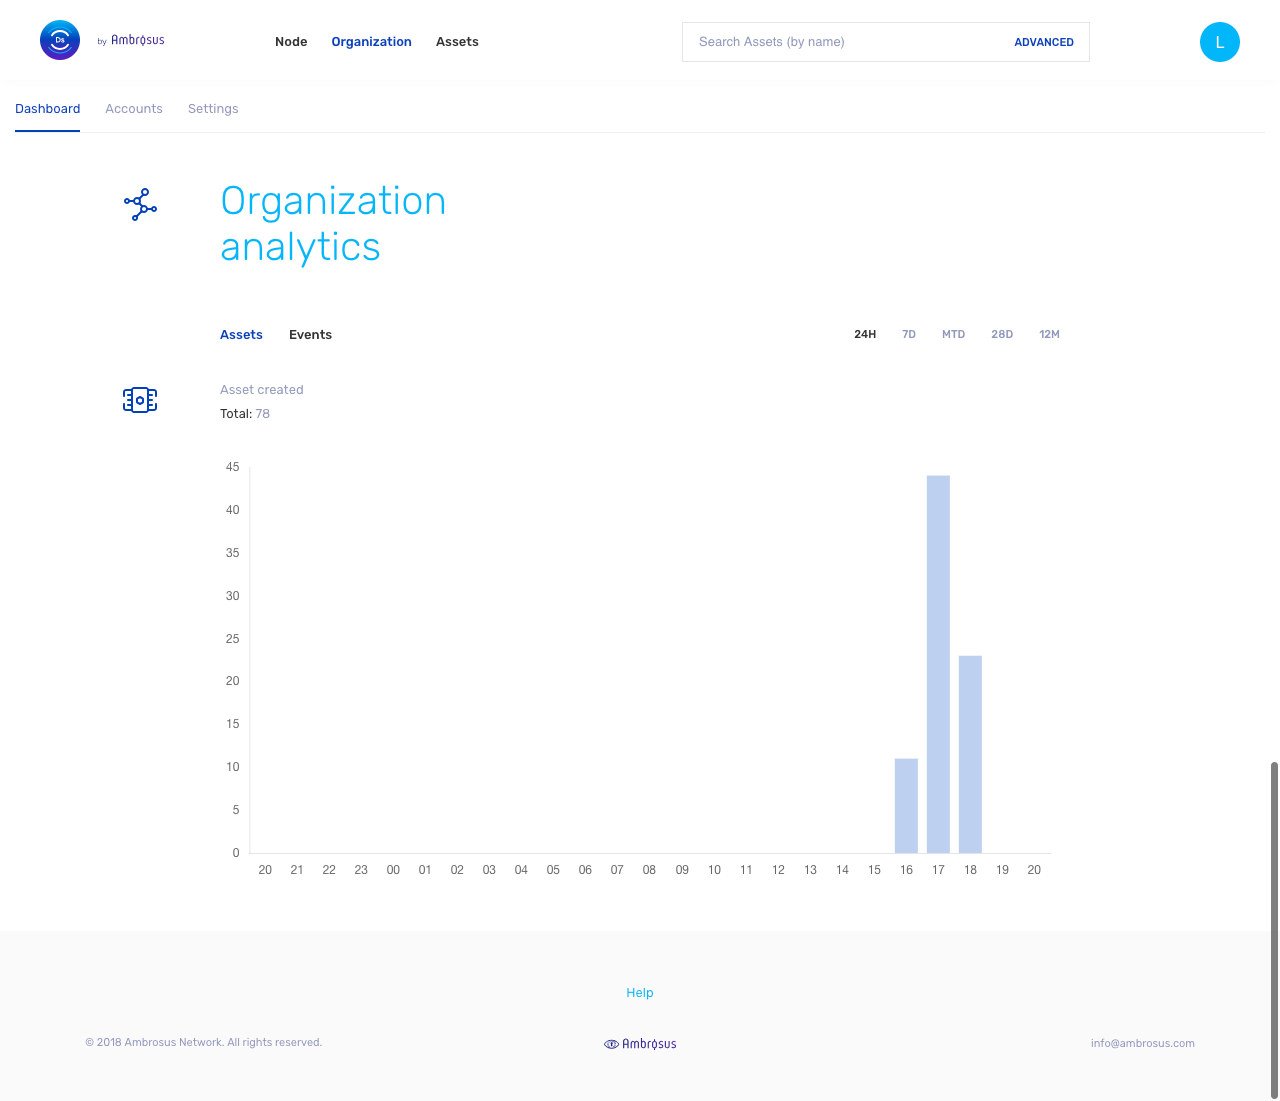 Ds by Ambrosus Node Organization Assets Search Assets (by name) ADVANCED L
Dashboard Accounts Settings
Organization
analytics
Assets Events 24H 7D MTD 28D 12M
Asset created
Total: 78
45
40
35
30
25
20
15
10
5
0
20 21 22 23 00 01 02 03 04 05 06 07 08 09 10 11 12 13 14 15 16 17 18 19 20
Help
© 2018 Ambrosus Network. All rights reserved. Ambrosus info@ambrosus.com